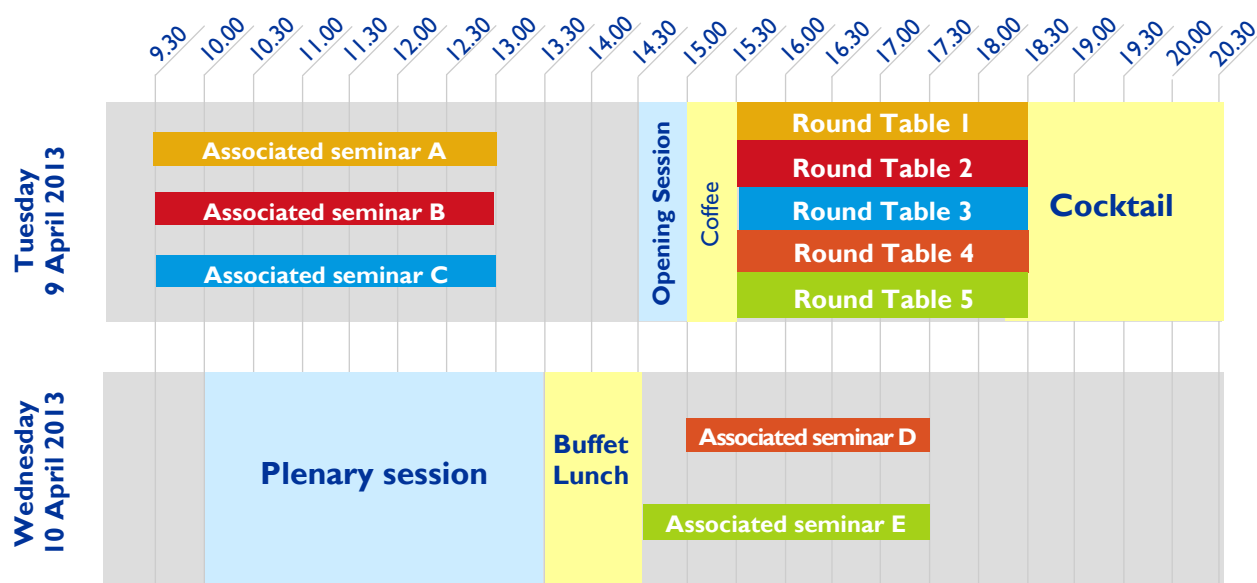 9.30 10.00 10.30 11.00 11.30 12.00 12.30 13.00 13.30 14.00 14.30 15.00 15.30 16.00 16.30 17.00 17.30 18.00 18.30 19.00 19.30 20.00 20.30
Tuesday
9 April 2013
Associated seminar A
Associated seminar B
Associated seminar C
Opening Session
Coffee
Round Table 1
Round Table 2
Round Table 3
Round Table 4
Round Table 5
Cocktail
Wednesday
10 April 2013
Plenary session
Buffet
Lunch
Associated seminar D
Associated seminar E